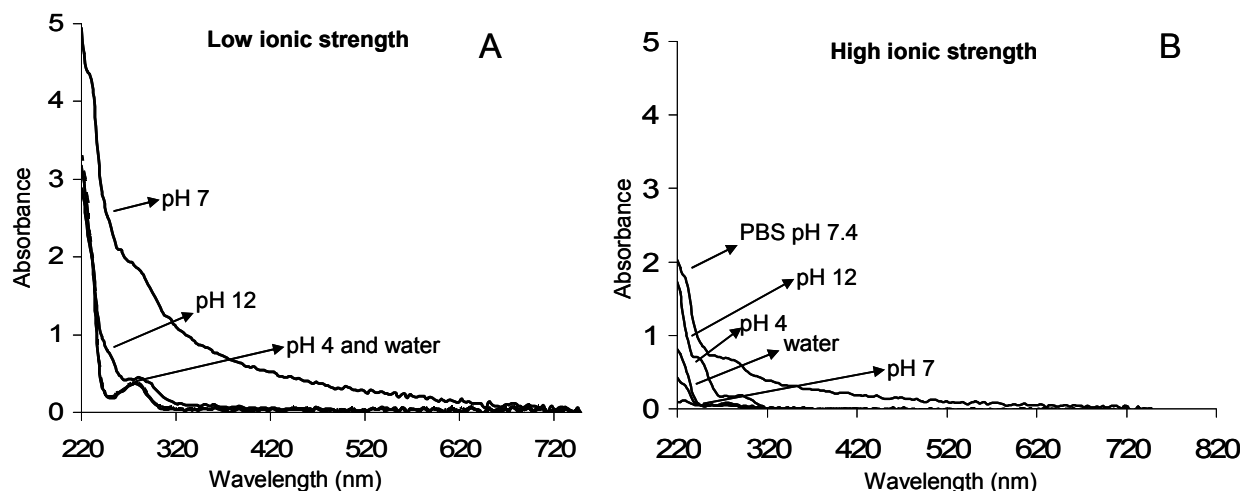 Low ionic strength
A
5
4
3
2
1
0
Absorbance
pH 7
pH 12
pH 4 and water
220 320 420 520 620 720
Wavelength (nm)
High ionic strength
B
5
4
3
2
1
0
Absorbance
PBS pH 7.4
pH 12
pH 4
water
pH 7
220 320 420 520 620 720 820
Wavelength (nm)